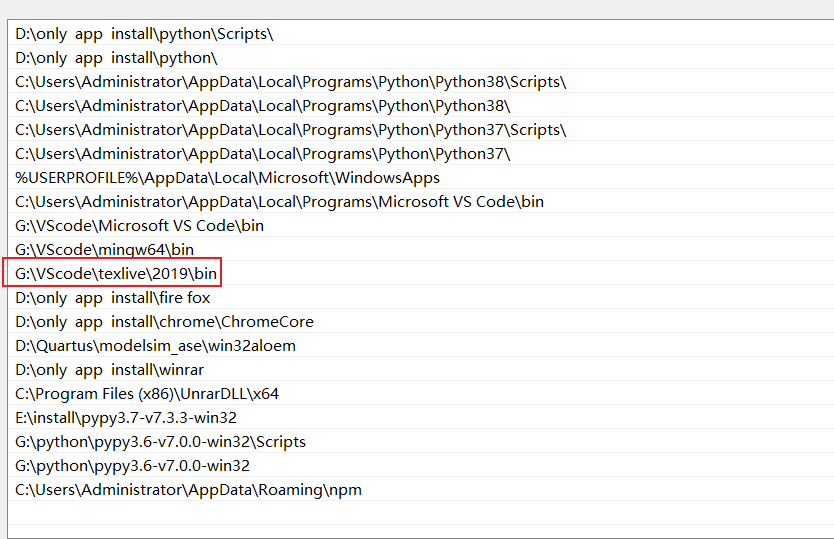 D:\only app install\python\Scripts\
D:\only app install\python\
C:\Users\Administrator\AppData\Local\Programs\Python\Python38\Scripts\
C:\Users\Administrator\AppData\Local\Programs\Python\Python38\
C:\Users\Administrator\AppData\Local\Programs\Python\Python37\Scripts\
C:\Users\Administrator\AppData\Local\Programs\Python\Python37\
%USERPROFILE%\AppData\Local\Microsoft\WindowsApps
C:\Users\Administrator\AppData\Local\Programs\Microsoft VS Code\bin
G:\VScode\Microsoft VS Code\bin
G:\VScode\mingw64\bin
G:\VScode\texlive\2019\bin
D:\only app install\fire fox
D:\only app install\chrome\ChromeCore
D:\Quartus\modelsim_ase\win32aloem
D:\only app install\winrar
C:\Program Files (x86)\UnrarDLL\x64
E:\install\pypy3.7-v7.3.3-win32
G:\python\pypy3.6-v7.0.0-win32\Scripts
G:\python\pypy3.6-v7.0.0-win32
C:\Users\Administrator\AppData\Roaming\npm